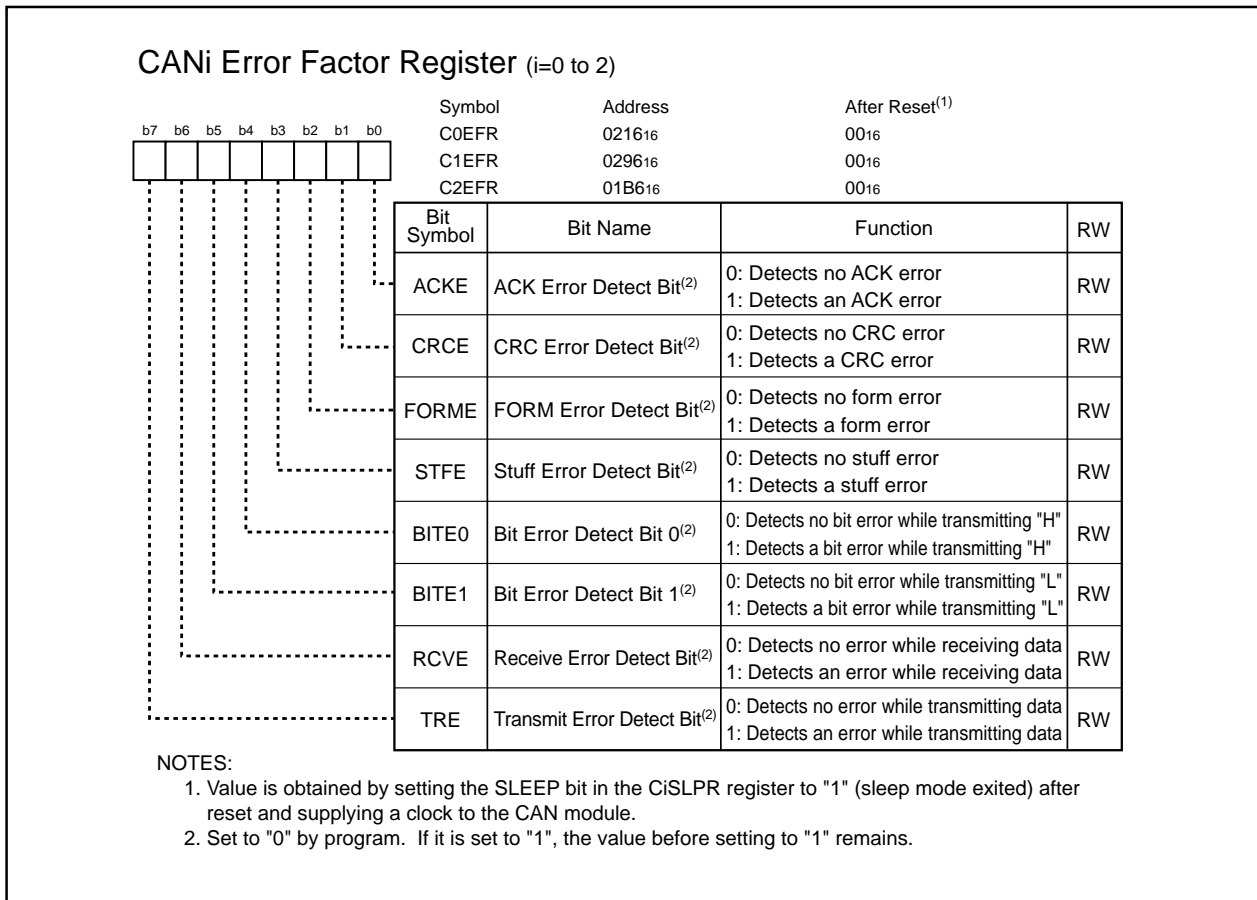 CANi Error Factor Register (i=0 to 2)
Symbol Address After Reset(1)
C0EFR 021616 0016
C1EFR 029616 0016
C2EFR 01B616 0016
b7 b6 b5 b4 b3 b2 b1 b0
Bit Symbol Bit Name Function RW
ACKE ACK Error Detect Bit(2) 0: Detects no ACK error
1: Detects an ACK error RW
CRCE CRC Error Detect Bit(2) 0: Detects no CRC error
1: Detects a CRC error RW
FORME FORM Error Detect Bit(2) 0: Detects no form error
1: Detects a form error RW
STFE Stuff Error Detect Bit(2) 0: Detects no stuff error
1: Detects a stuff error RW
BITE0 Bit Error Detect Bit 0(2) 0: Detects no bit error while transmitting "H"
1: Detects a bit error while transmitting "H" RW
BITE1 Bit Error Detect Bit 1(2) 0: Detects no bit error while transmitting "L"
1: Detects a bit error while transmitting "L" RW
RCVE Receive Error Detect Bit(2) 0: Detects no error while receiving data
1: Detects an error while receiving data RW
TRE Transmit Error Detect Bit(2) 0: Detects no error while transmitting data
1: Detects an error while transmitting data RW
NOTES:
1. Value is obtained by setting the SLEEP bit in the CiSLPR register to "1" (sleep mode exited) after
reset and supplying a clock to the CAN module.
2. Set to "0" by program. If it is set to "1", the value before setting to "1" remains.